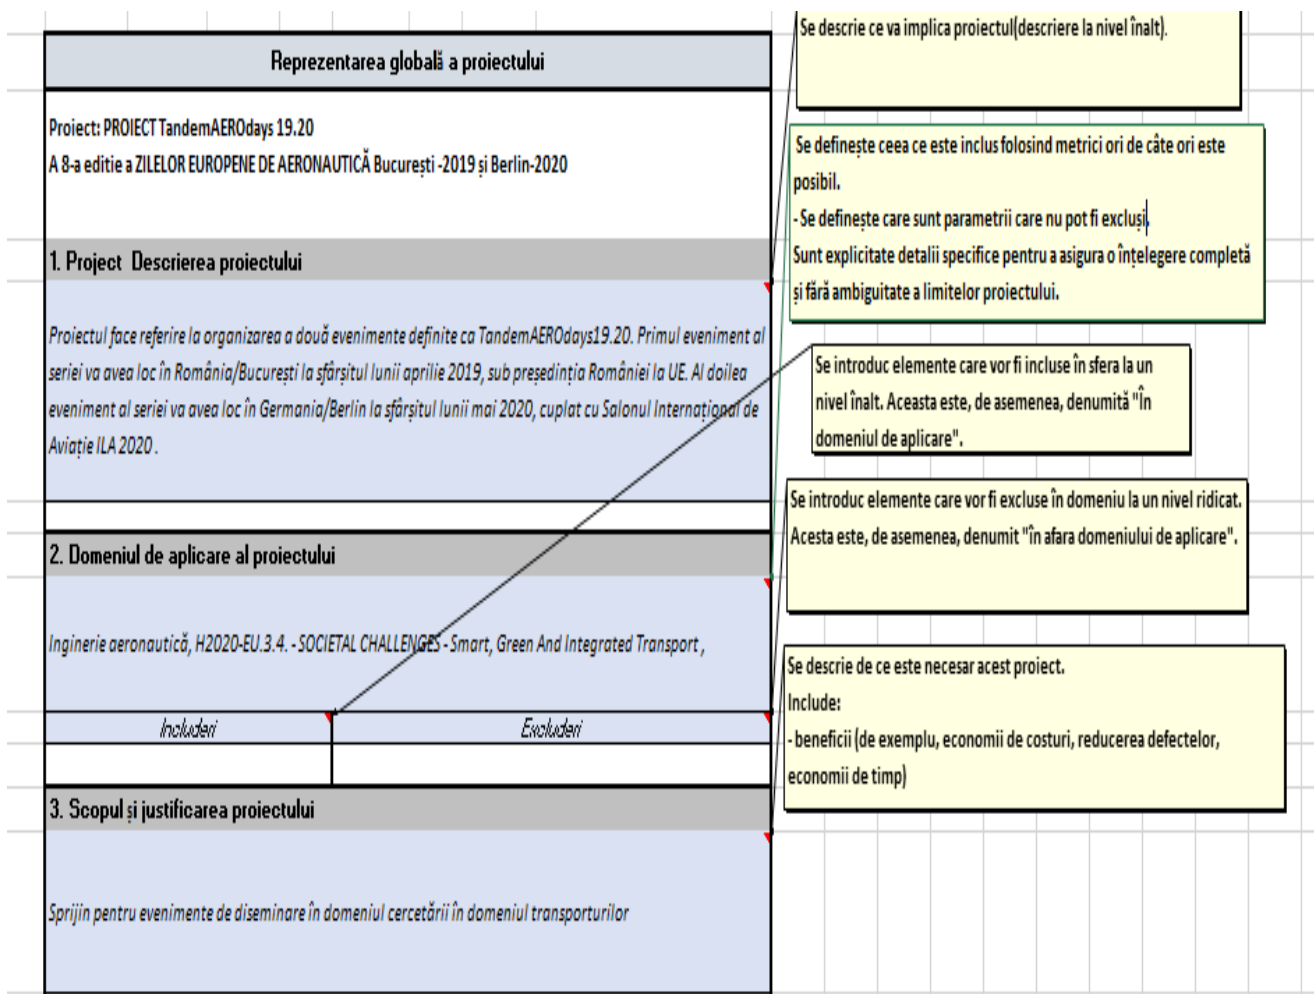 Reprezentarea globală a proiectului
Proiect: PROIECT TandemAEROdays 19.20
A 8-a editie a ZILELOR EUROPENE DE AERONAUTICĂ București -2019 și Berlin-2020
1. Project  Descrierea proiectului
Proiectul face referire la organizarea a două evenimente definite ca TandemAEROdays19.20. Primul eveniment al
seriei va avea loc în România/București la sfârșitul lunii aprilie 2019, sub președinția României la UE. Al doilea
eveniment al seriei va avea loc în Germania/Berlin la sfârșitul lunii mai 2020, cuplat cu Salonul Internațional de
Aviație ILA 2020 .
2. Domeniul de aplicare al proiectului
Inginerie aeronautică, H2020-EU.3.4. - SOCIETAL CHALLENGES - Smart, Green And Integrated Transport ,
Includeri
Excluderi
3. Scopul și justificarea proiectului
Sprijin pentru evenimente de diseminare în domeniul cercetării în domeniul transporturilor
Se descrie ce va implica proiectul(descriere la nivel înalt).
Se definește ceea ce este inclus folosind metrici ori de câte ori este
posibil.
- Se definește care sunt parametrii care nu pot fi excluși.
Sunt explicitate detalii specifice pentru a asigura o înțelegere completă
și fără ambiguitate a limitelor proiectului.
Se introduc elemente care vor fi incluse în sfera la un
nivel înalt. Aceasta este, de asemenea, denumită "În
domeniul de aplicare".
Se introduc elemente care vor fi excluse în domeniu la un nivel ridicat.
Acesta este, de asemenea, denumit "în afara domeniului de aplicare".
Se descrie de ce este necesar acest proiect.
Include:
- beneficii (de exemplu, economii de costuri, reducerea defectelor,
economii de timp)